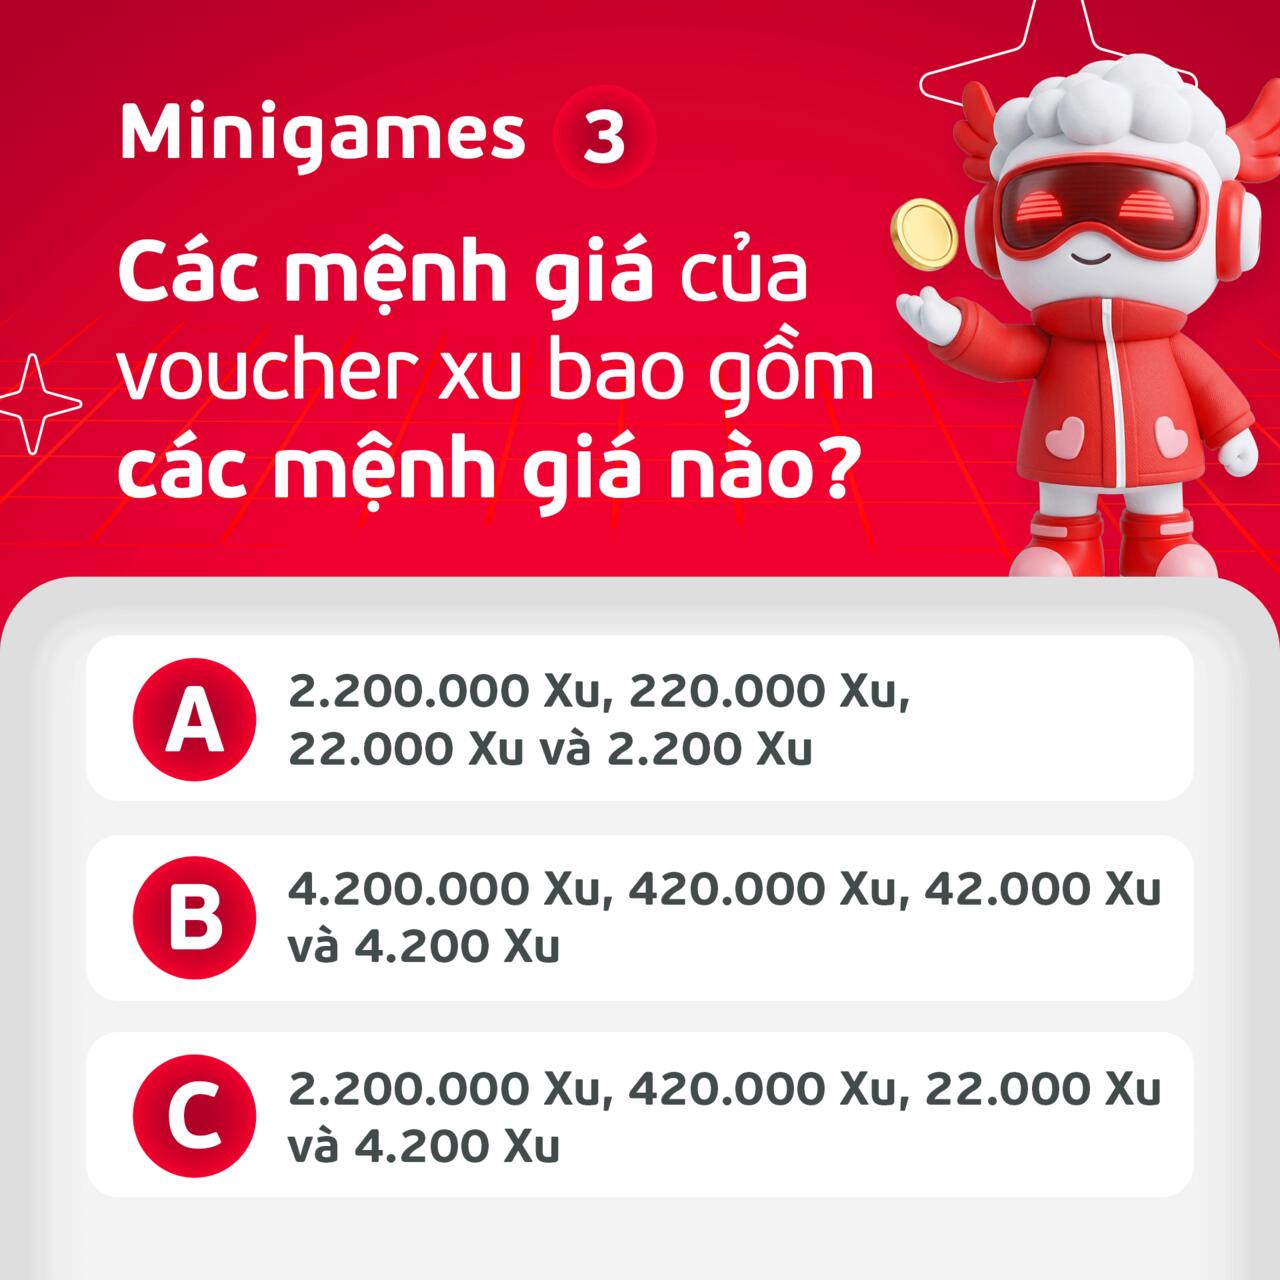 Minigames 3
Các mệnh giá của
voucher xu bao gồm
các mệnh giá nào?
A
2.200.000 Xu, 220.000 Xu,
22.000 Xu và 2.200 Xu
B
4.200.000 Xu, 420.000 Xu, 42.000 Xu
và 4.200 Xu
C
2.200.000 Xu, 420.000 Xu, 22.000 Xu
và 4.200 Xu